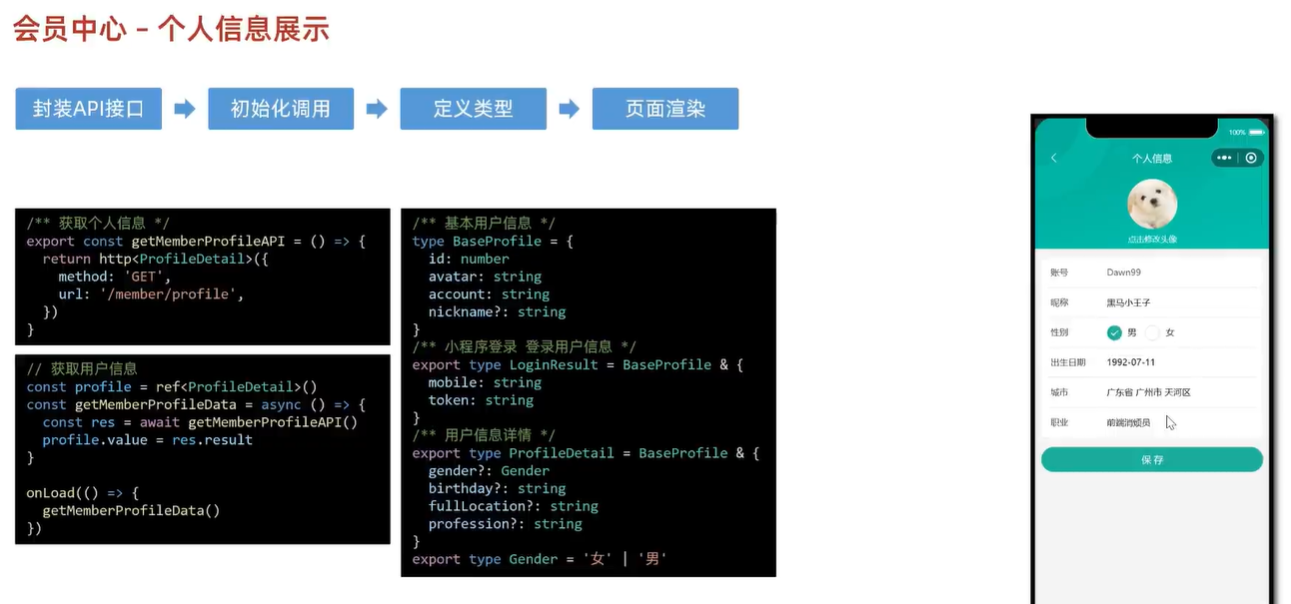 会员中心 – 个人信息展示
封装API接口
初始化调用
定义类型
页面渲染
/** 获取个人信息 */
export const getMemberProfileAPI = () => {
  return http<ProfileDetail>({
    method: 'GET',
    url: '/member/profile',
  })
}
// 获取用户信息
const profile = ref<ProfileDetail>()
const getMemberProfileData = async () => {
  const res = await getMemberProfileAPI()
  profile.value = res.result
}
onLoad(() => {
  getMemberProfileData()
})
/** 基本用户信息 */
type BaseProfile = {
  id: number
  avatar: string
  account: string
  nickname?: string
}
/** 小程序登录 登录用户信息 */
export type LoginResult = BaseProfile & {
  mobile: string
  token: string
}
/** 用户信息详情 */
export type ProfileDetail = BaseProfile & {
  gender?: Gender
  birthday?: string
  fullLocation?: string
  profession?: string
}
export type Gender = '女' | '男'
100%
个人信息
点击修改头像
账号 Dawn99
昵称 黑马小王子
性别 男 女
出生日期 1992-07-11
城市 广东省 广州市 天河区
职业 前端消烦员
保存